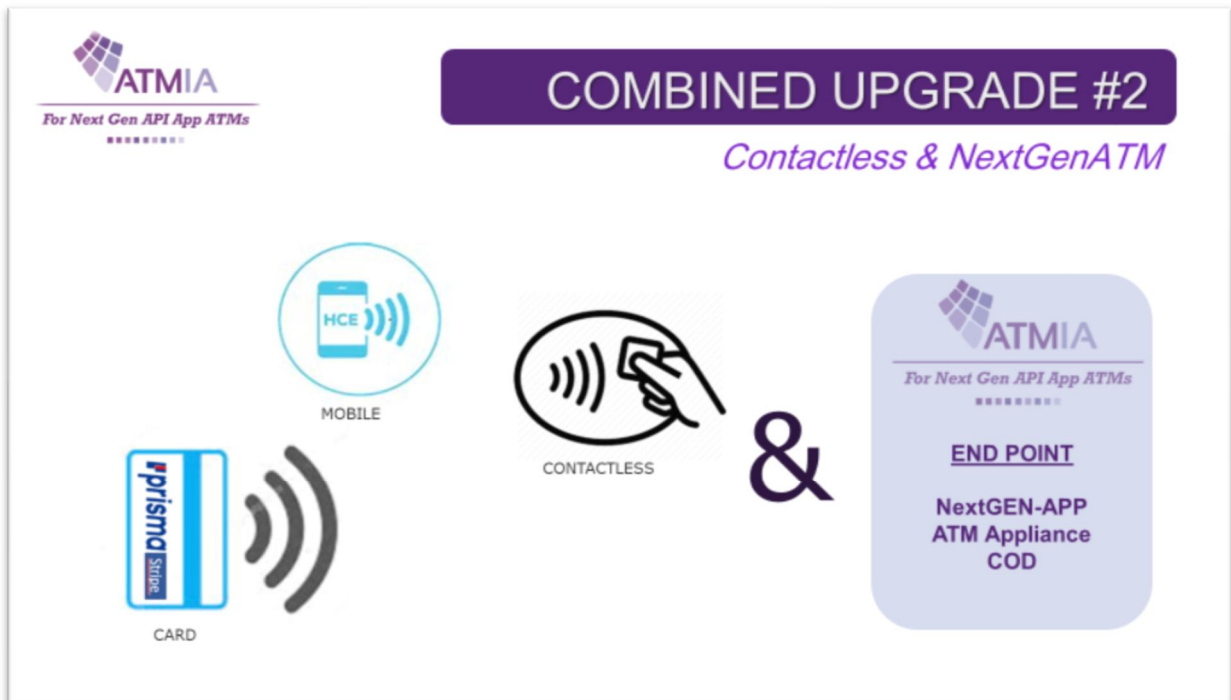 ATMIA
For Next Gen API App ATMs
COMBINED UPGRADE #2
Contactless & NextGenATM
HCE
MOBILE
CONTACTLESS
prisma
Stripe
CARD
&
ATMIA
For Next Gen API App ATMs
END POINT
NextGEN-APP
ATM Appliance
COD